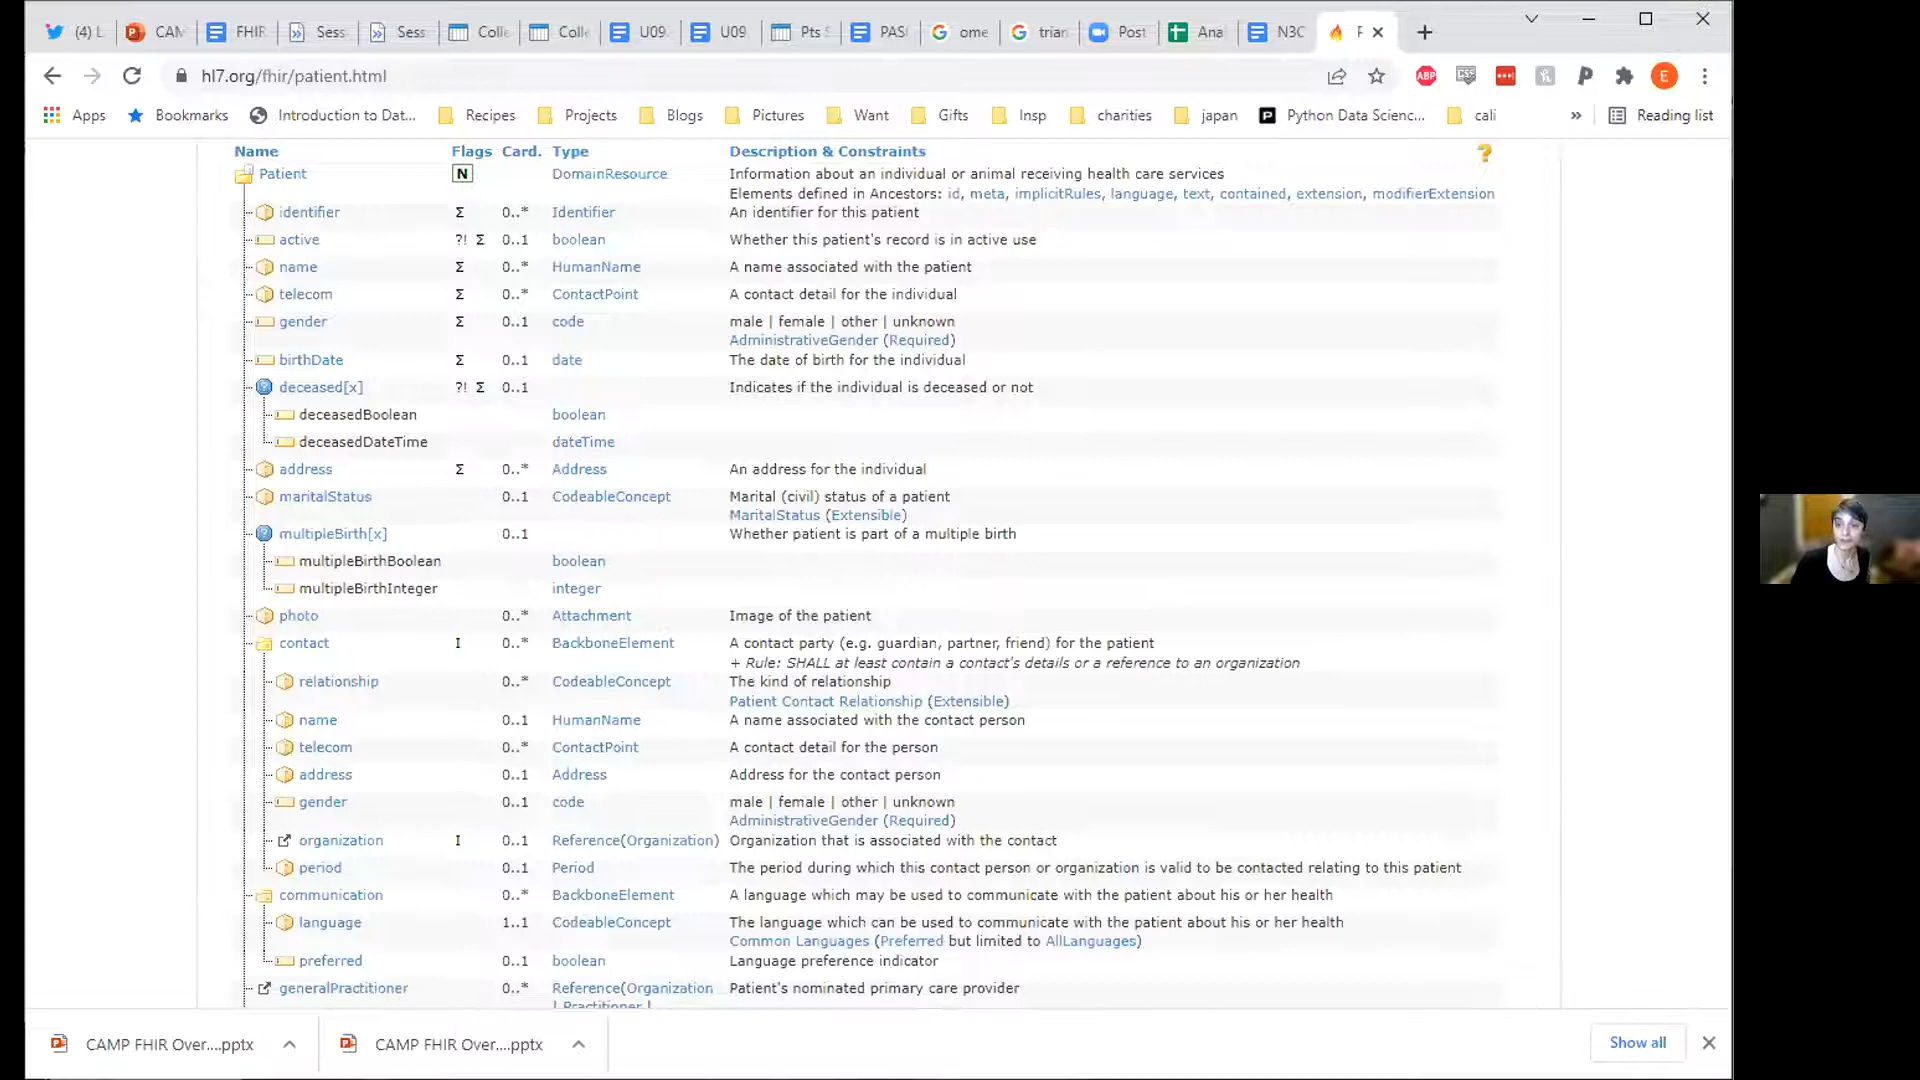 (4) L
CAM
FHIR
Sess
Sess
Colle
Colle
U09
U09
Pts S
PAS
ome
trian
Post
Ana
N3C
F
hl7.org/fhir/patient.html
ABP
E
Apps
Bookmarks
Introduction to Dat...
Recipes
Projects
Blogs
Pictures
Want
Gifts
Insp
charities
japan
Python Data Scienc...
cali
»
Reading list
Name Flags Card. Type Description & Constraints
Patient N DomainResource Information about an individual or animal receiving health care services
Elements defined in Ancestors: id, meta, implicitRules, language, text, contained, extension, modifierExtension
identifier Σ 0..* Identifier An identifier for this patient
active ?! Σ 0..1 boolean Whether this patient's record is in active use
name Σ 0..* HumanName A name associated with the patient
telecom Σ 0..* ContactPoint A contact detail for the individual
gender Σ 0..1 code male | female | other | unknown
AdministrativeGender (Required)
birthDate Σ 0..1 date The date of birth for the individual
deceased[x] ?! Σ 0..1 Indicates if the individual is deceased or not
deceasedBoolean boolean
deceasedDateTime dateTime
address Σ 0..* Address An address for the individual
maritalStatus 0..1 CodeableConcept Marital (civil) status of a patient
MaritalStatus (Extensible)
multipleBirth[x] 0..1 Whether patient is part of a multiple birth
multipleBirthBoolean boolean
multipleBirthInteger integer
photo 0..* Attachment Image of the patient
contact I 0..* BackboneElement A contact party (e.g. guardian, partner, friend) for the patient
+ Rule: SHALL at least contain a contact's details or a reference to an organization
relationship 0..* CodeableConcept The kind of relationship
Patient Contact Relationship (Extensible)
name 0..1 HumanName A name associated with the contact person
telecom 0..* ContactPoint A contact detail for the person
address 0..1 Address Address for the contact person
gender 0..1 code male | female | other | unknown
AdministrativeGender (Required)
organization I 0..1 Reference(Organization) Organization that is associated with the contact
period 0..1 Period The period during which this contact person or organization is valid to be contacted relating to this patient
communication 0..* BackboneElement A language which may be used to communicate with the patient about his or her health
language 1..1 CodeableConcept The language which can be used to communicate with the patient about his or her health
Common Languages (Preferred but limited to AllLanguages)
preferred 0..1 boolean Language preference indicator
generalPractitioner 0..* Reference(Organization Patient's nominated primary care provider
| Practitioner |
CAMP FHIR Over....pptx
CAMP FHIR Over....pptx
Show all